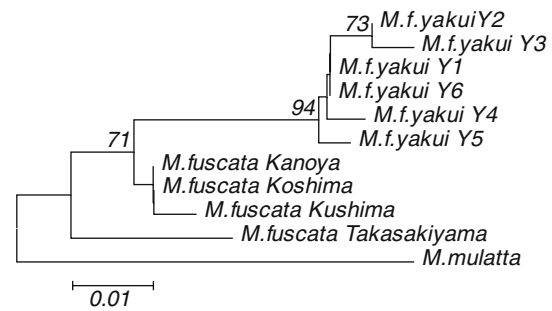 73 M.f.yakuiY2
M.f.yakui Y3
M.f.yakui Y1
M.f.yakui Y6
94 M.f.yakui Y4
M.f.yakui Y5
71
M.fuscata Kanoya
M.fuscata Koshima
M.fuscata Kushima
M.fuscata Takasakiyama
M.mulatta
0.01